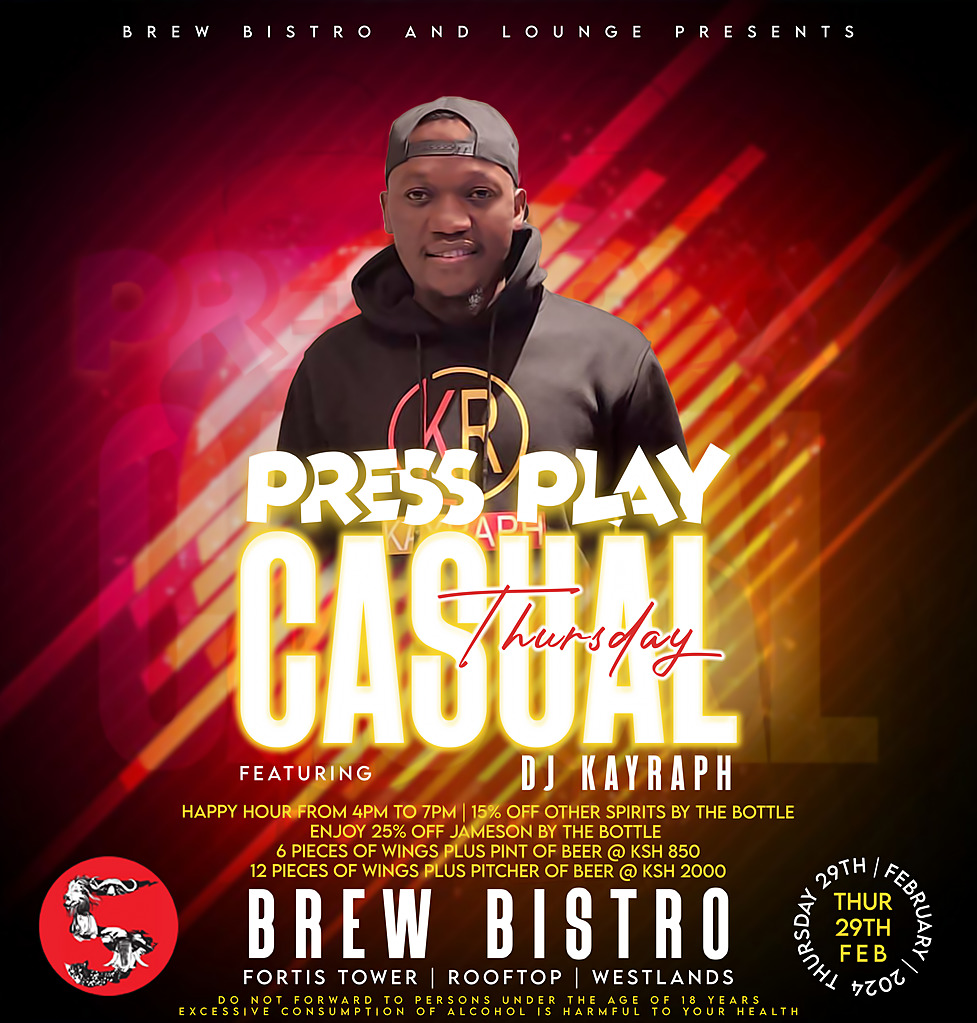 BREW BISTRO AND LOUNGE PRESENTS
KR
PRESS PLAY
CASUAL
Thursday
FEATURING DJ KAYRAPH
HAPPY HOUR FROM 4PM TO 7PM | 15% OFF OTHER SPIRITS BY THE BOTTLE
ENJOY 25% OFF JAMESON BY THE BOTTLE
6 PIECES OF WINGS PLUS PINT OF BEER @ KSH 850
12 PIECES OF WINGS PLUS PITCHER OF BEER @ KSH 2000
BREW BISTRO
FORTIS TOWER | ROOFTOP | WESTLANDS
THURSDAY 29TH | FEBRUARY | 2024
THUR
29TH
FEB
5
DO NOT FORWARD TO PERSONS UNDER THE AGE OF 18 YEARS
EXCESSIVE CONSUMPTION OF ALCOHOL IS HARMFUL TO YOUR HEALTH